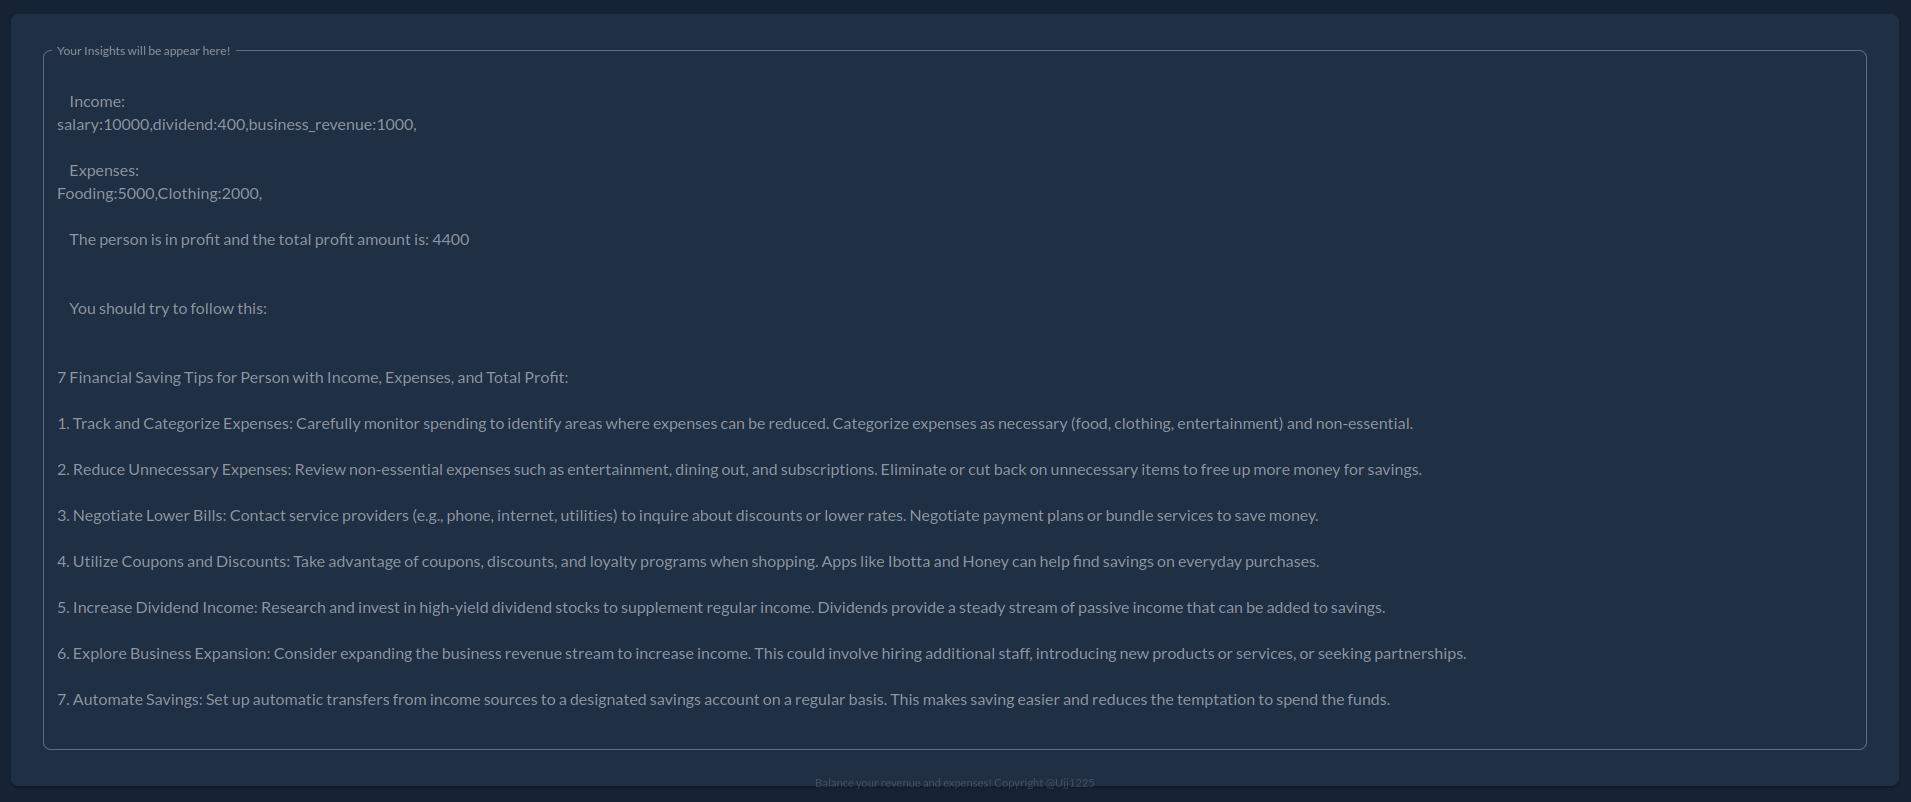 Your Insights will be appear here!
Income:
salary:10000,dividend:400,business_revenue:1000,
Expenses:
Fooding:5000,Clothing:2000,
The person is in profit and the total profit amount is: 4400
You should try to follow this:
7 Financial Saving Tips for Person with Income, Expenses, and Total Profit:
1. Track and Categorize Expenses: Carefully monitor spending to identify areas where expenses can be reduced. Categorize expenses as necessary (food, clothing, entertainment) and non-essential.
2. Reduce Unnecessary Expenses: Review non-essential expenses such as entertainment, dining out, and subscriptions. Eliminate or cut back on unnecessary items to free up more money for savings.
3. Negotiate Lower Bills: Contact service providers (e.g., phone, internet, utilities) to inquire about discounts or lower rates. Negotiate payment plans or bundle services to save money.
4. Utilize Coupons and Discounts: Take advantage of coupons, discounts, and loyalty programs when shopping. Apps like Ibotta and Honey can help find savings on everyday purchases.
5. Increase Dividend Income: Research and invest in high-yield dividend stocks to supplement regular income. Dividends provide a steady stream of passive income that can be added to savings.
6. Explore Business Expansion: Consider expanding the business revenue stream to increase income. This could involve hiring additional staff, introducing new products or services, or seeking partnerships.
7. Automate Savings: Set up automatic transfers from income sources to a designated savings account on a regular basis. This makes saving easier and reduces the temptation to spend the funds.
Balance your revenue and expenses! Copyright @Ujj1225